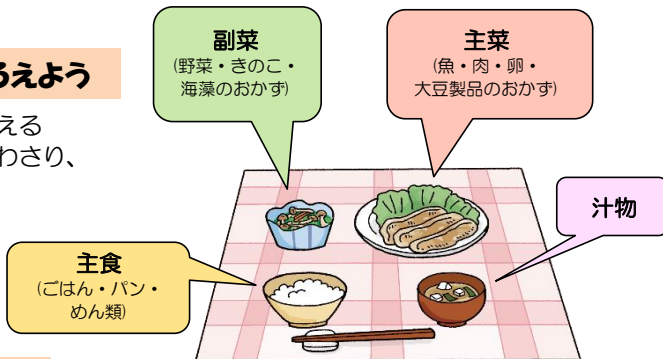 ろえよう
える
わさり、
副菜
(野菜・きのこ・
海藻のおかず)
主菜
(魚・肉・卵・
大豆製品のおかず)
汁物
主食
(ごはん・パン・
めん類)